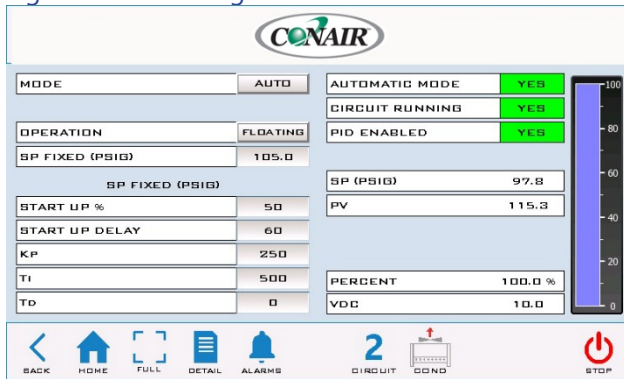 CONAIR
MODE AUTO
OPERATION FLOATING
SP FIXED (PSIG) 105.0
SP FIXED (PSIG)
START UP % 50
START UP DELAY 60
KP 250
TI 500
TD 0
AUTOMATIC MODE YES
CIRCUIT RUNNING YES
PID ENABLED YES
SP (PSIG) 97.8
PV 115.3
PERCENT 100.0 %
VDC 10.0
100
80
60
40
20
0
BACK HOME FULL DETAIL ALARMS 2 CIRCUIT COND STOP